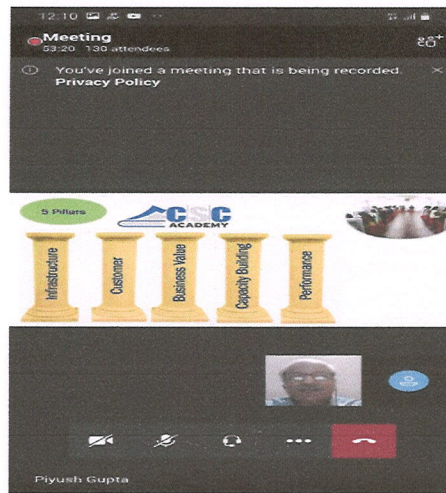 12:10
Meeting
53:20 130 attendees
You've joined a meeting that is being recorded.
Privacy Policy
5 Pillars
CSC
ACADEMY
Infrastructure
Customer
Business Value
Capacity Building
Performance
Piyush Gupta